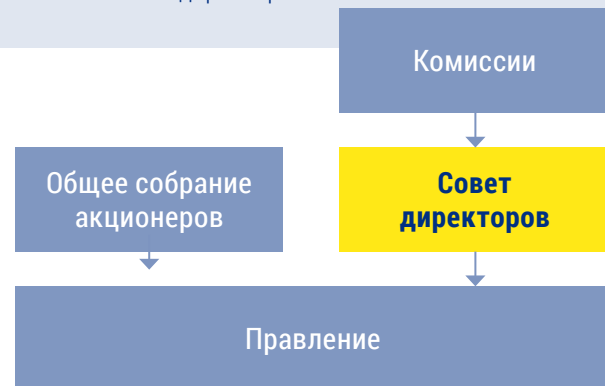 Комиссии
Общее собрание
акционеров
Совет
директоров
Правление